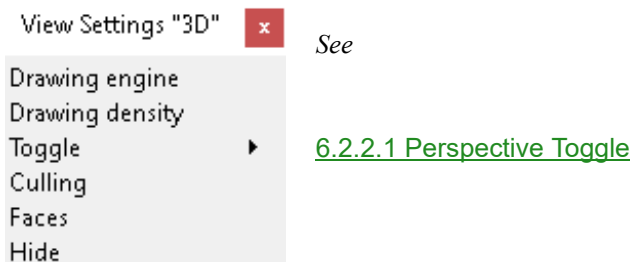 View Settings "3D" x
See
Drawing engine
Drawing density
Toggle
6.2.2.1 Perspective Toggle
Culling
Faces
Hide